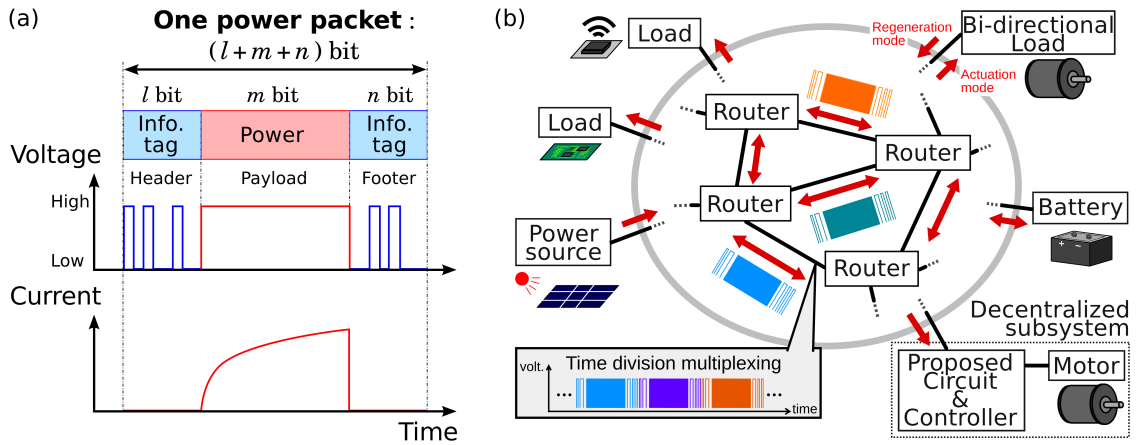 (a)
One power packet :
(l+m+n) bit
l bit
m bit
n bit
Info.
tag
Power
Info.
tag
Voltage
Header
Payload
Footer
High
Low
Current
Time
(b)
Load
Regeneration
mode
Bi-directional
Load
Actuation
mode
Load
Router
Router
Router
Battery
Power
source
Router
Decentralized
subsystem
Time division multiplexing
volt.
...
...
time
Proposed
Circuit
&
Controller
Motor